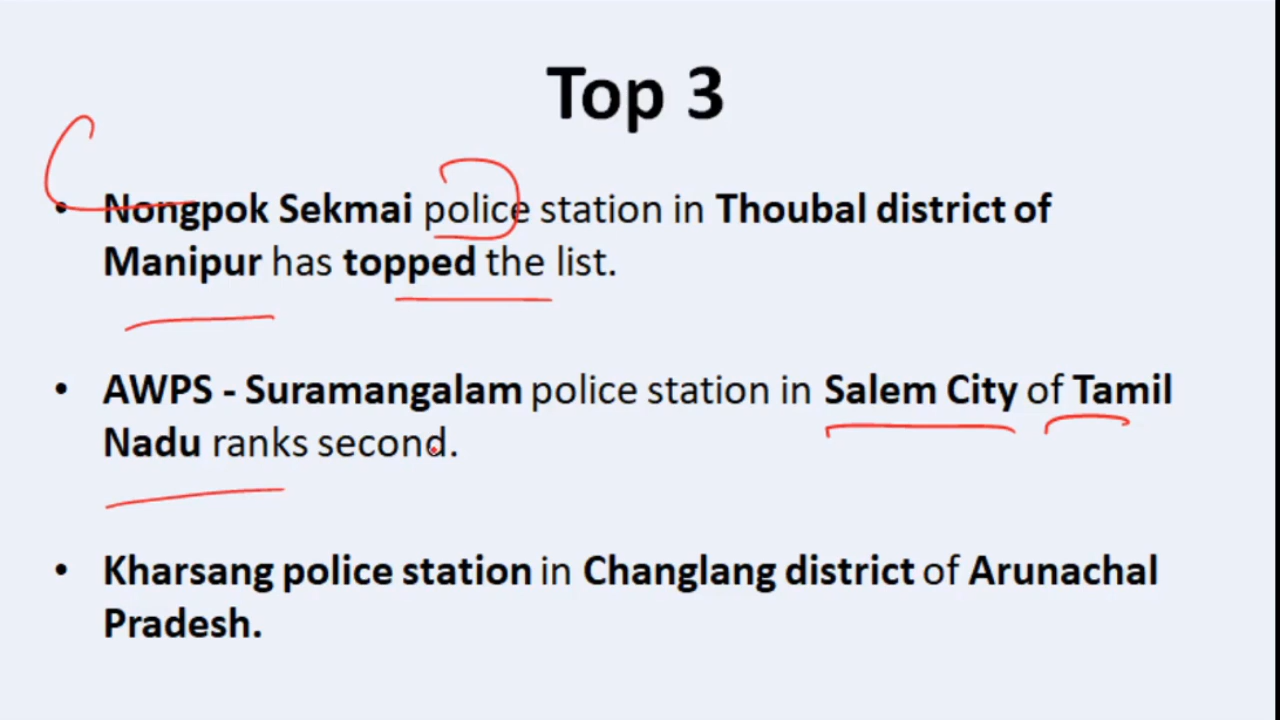 Top 3
• Nongpok Sekmai police station in Thoubal district of
Manipur has topped the list.
• AWPS - Suramangalam police station in Salem City of Tamil
Nadu ranks second.
• Kharsang police station in Changlang district of Arunachal
Pradesh.